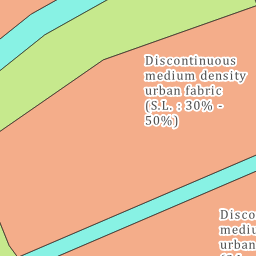 Discontinuous
medium density
urban fabric
(S.L. : 30% -
50%)
Disco
mediu
urban